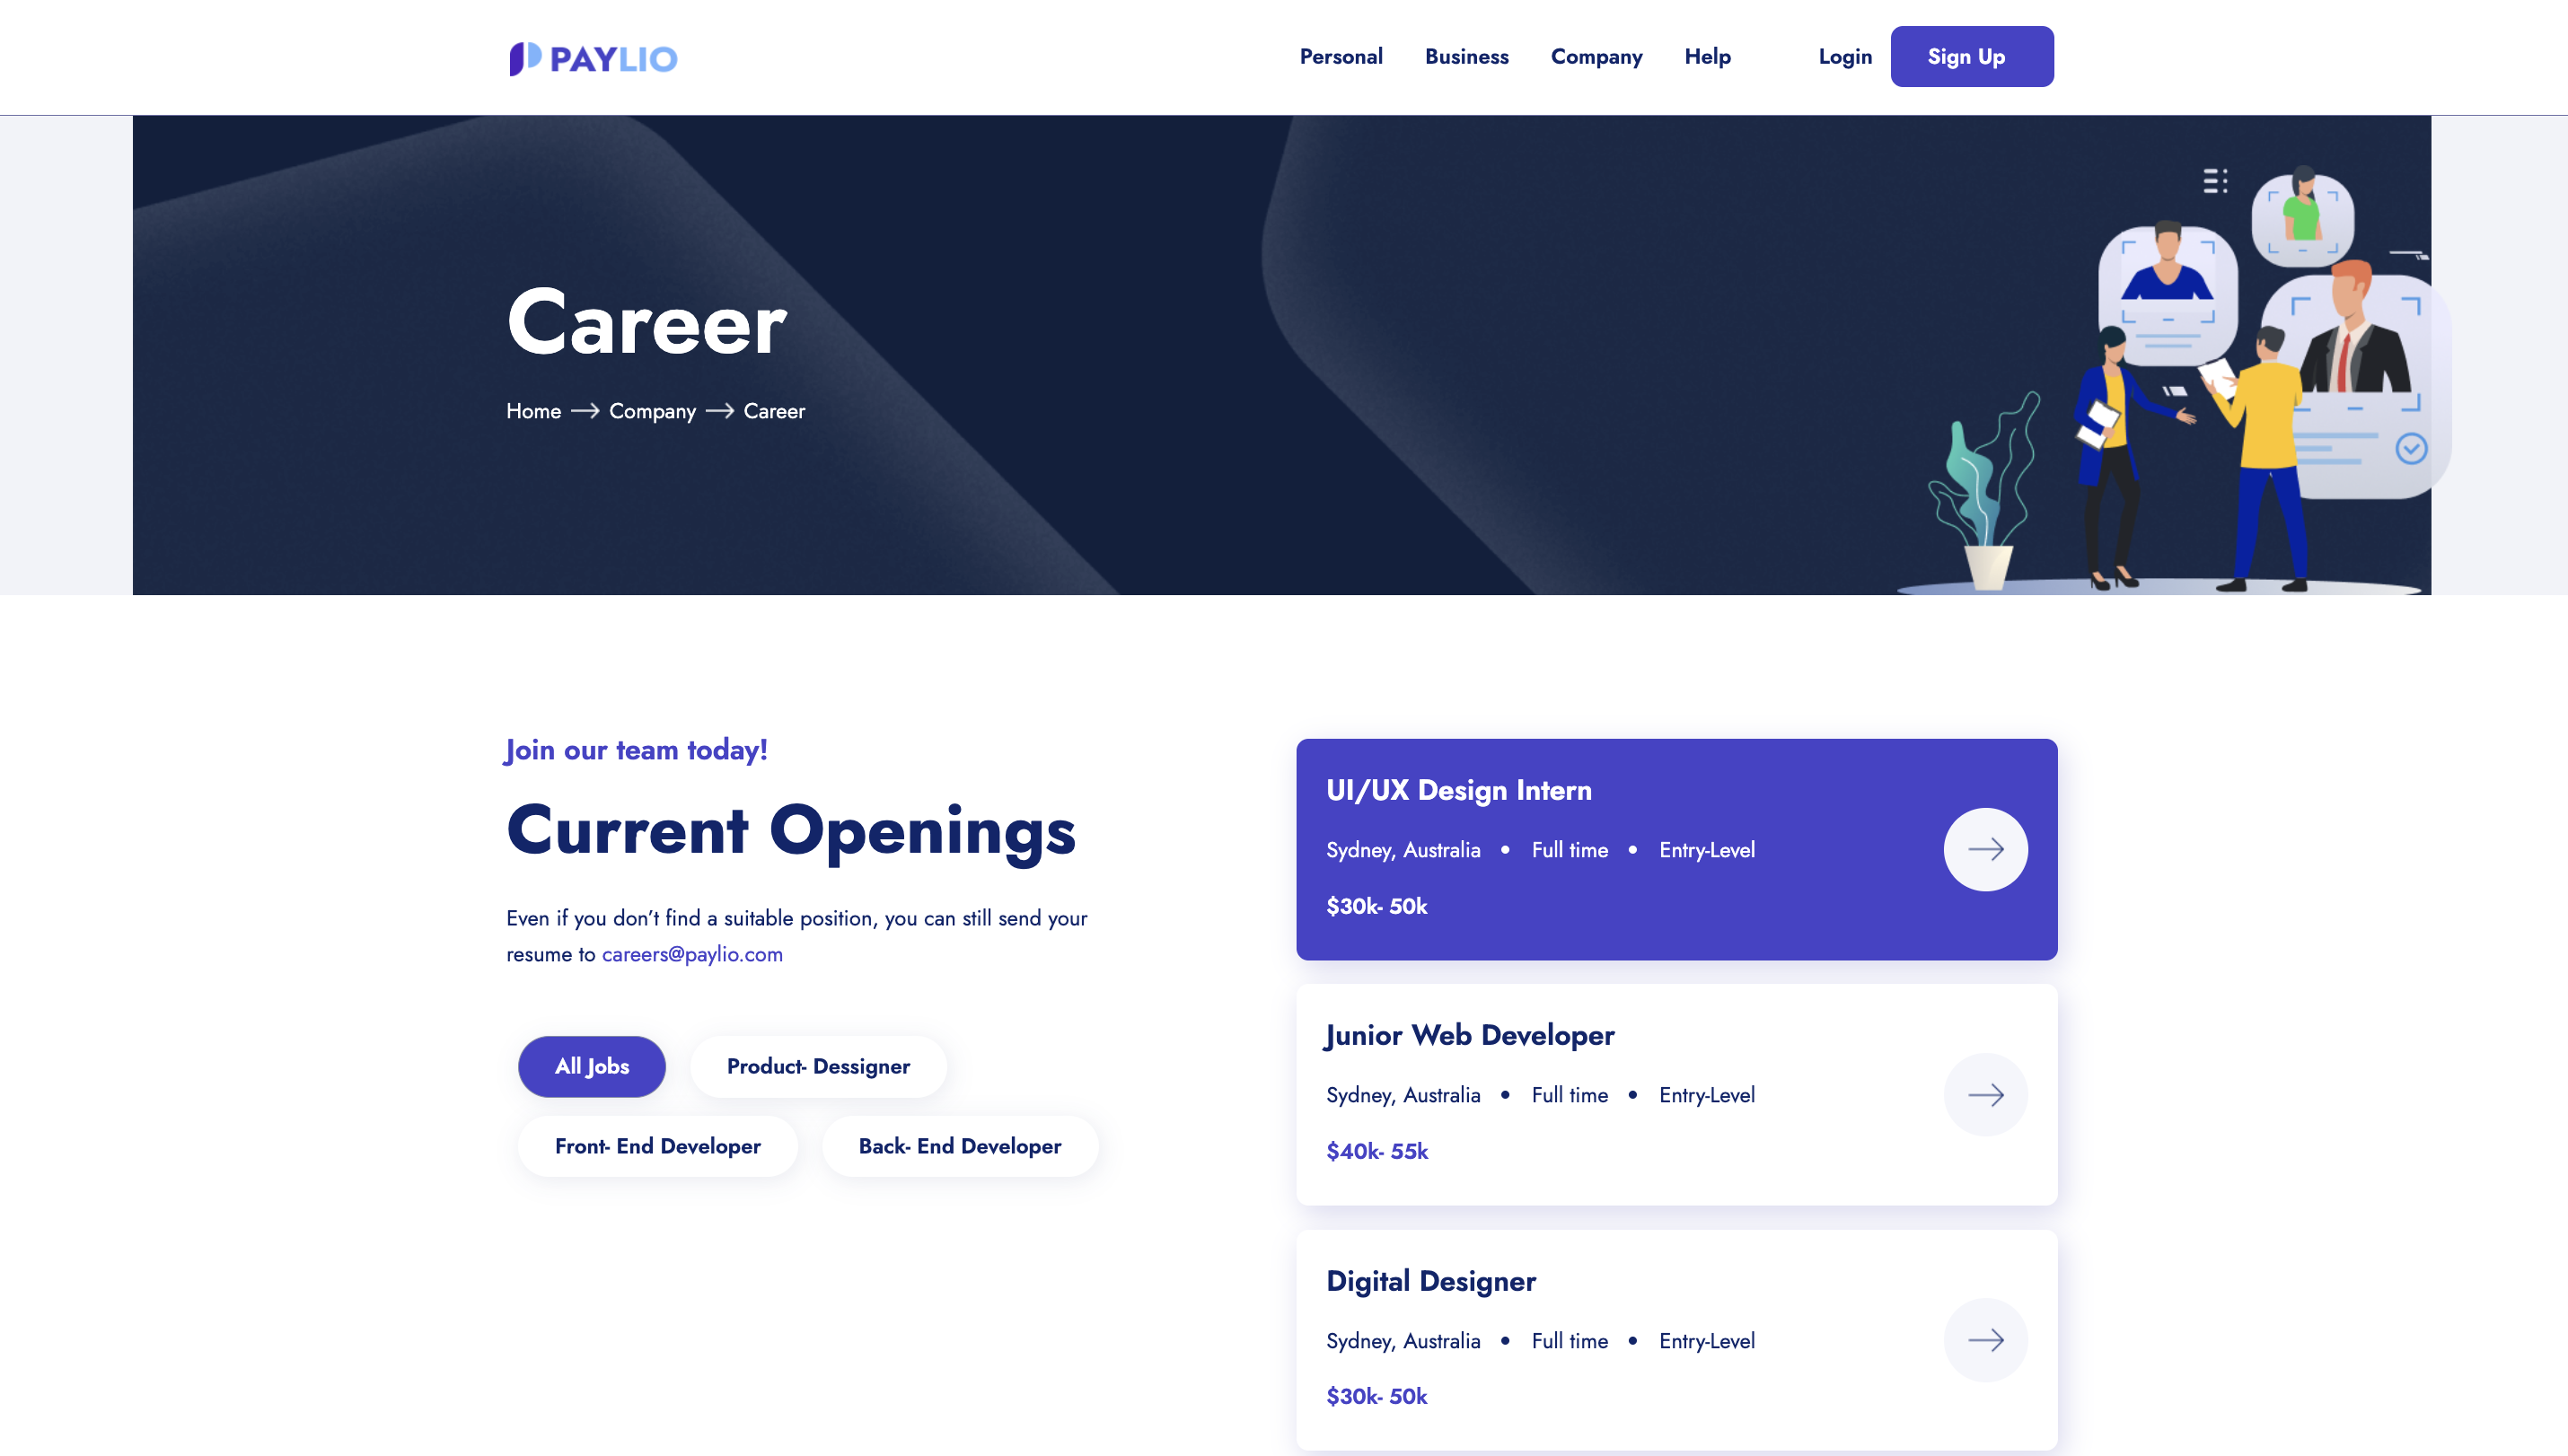 PAYLIO
Personal Business Company Help Login Sign Up
Career
Home Company Career
Join our team today!
Current Openings
Even if you don’t find a suitable position, you can still send your
resume to careers@paylio.com
All Jobs Product- Dessigner
Front- End Developer Back- End Developer
UI/UX Design Intern
Sydney, Australia • Full time • Entry-Level
$30k- 50k
Junior Web Developer
Sydney, Australia • Full time • Entry-Level
$40k- 55k
Digital Designer
Sydney, Australia • Full time • Entry-Level
$30k- 50k